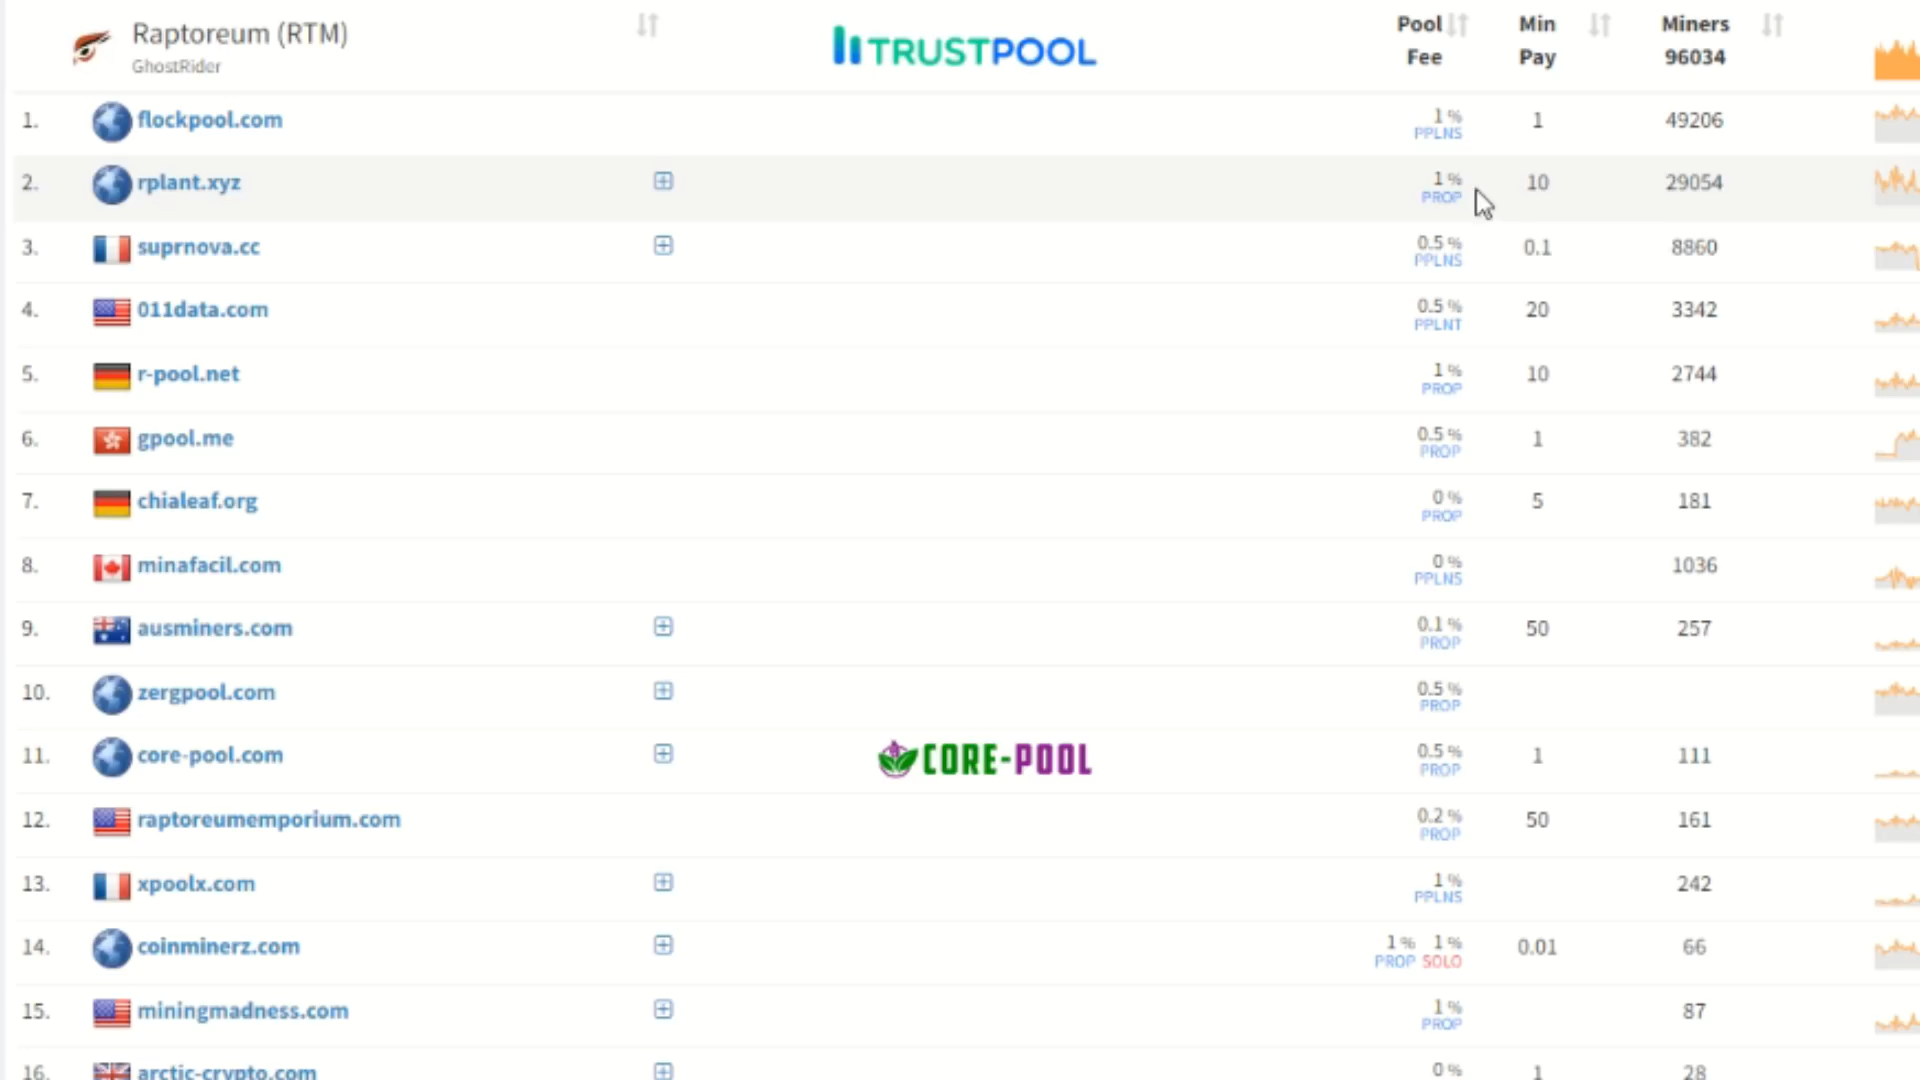 Raptoreum (RTM)
GhostRider
TRUSTPOOL
Pool Fee
Min Pay
Miners 96034
1. flockpool.com 1 % PPLNS 1 49206
2. rplant.xyz 1 % PROP 10 29054
3. suprnova.cc 0.5 % PPLNS 0.1 8860
4. 011data.com 0.5 % PPLNT 20 3342
5. r-pool.net 1 % PROP 10 2744
6. gpool.me 0.5 % PROP 1 382
7. chialeaf.org 0 % PROP 5 181
8. minafacil.com 0 % PPLNS 1036
9. ausminers.com 0.1 % PROP 50 257
10. zergpool.com 0.5 % PROP
11. core-pool.com CORE-POOL 0.5 % PROP 1 111
12. raptoreumemporium.com 0.2 % PROP 50 161
13. xpoolx.com 1 % PPLNS 242
14. coinminerz.com 1 % PROP 1 % SOLO 0.01 66
15. miningmadness.com 1 % PROP 87
16. arctic-crypto.com 0 % 1 28